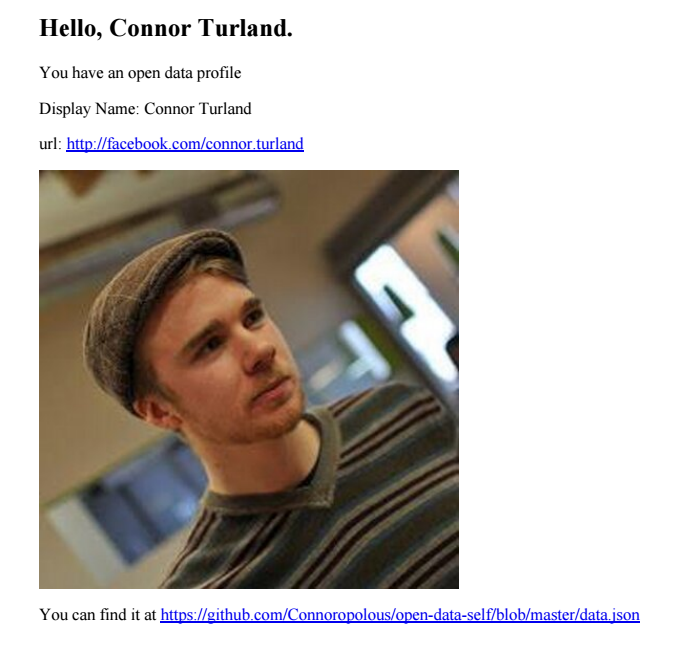 Hello, Connor Turland.
You have an open data profile
Display Name: Connor Turland
url: http://facebook.com/connor.turland
You can find it at https://github.com/Connoropolous/open-data-self/blob/master/data.json